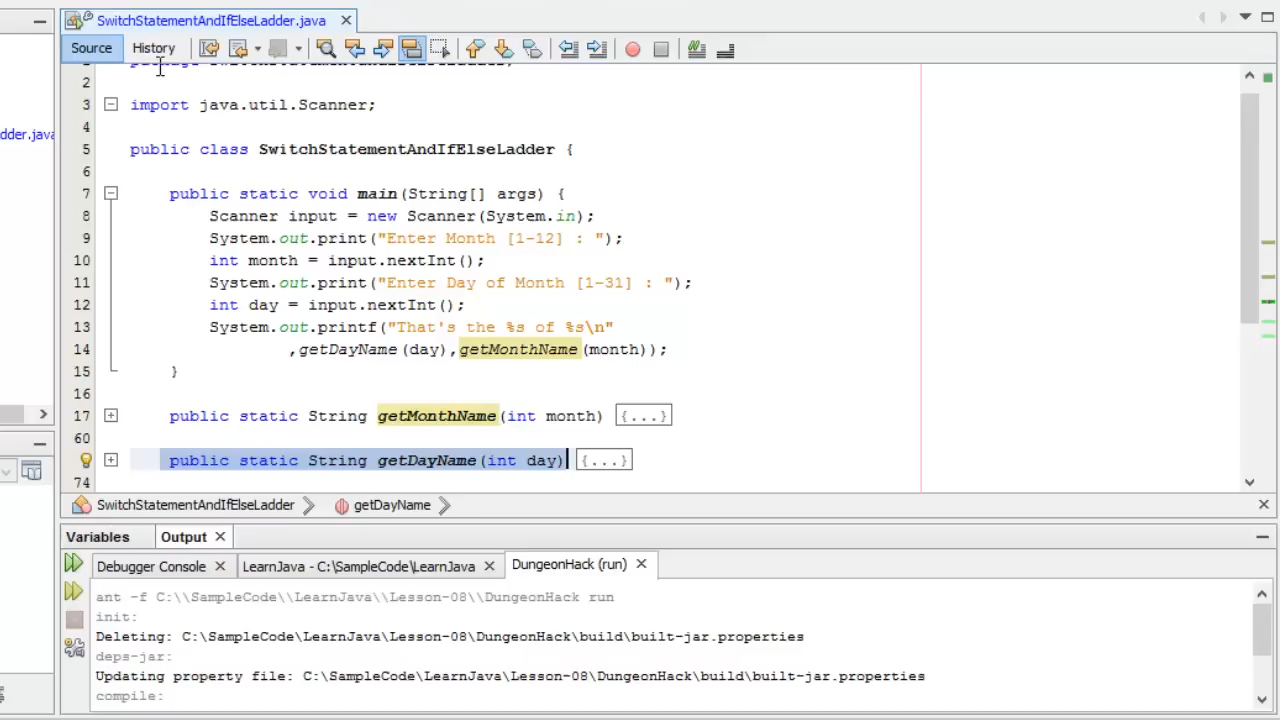 SwitchStatementAndIfElseLadder.java
Source History
dder.java
2
3 import java.util.Scanner;
4
5 public class SwitchStatementAndIfElseLadder {
6
7 public static void main(String[] args) {
8 Scanner input = new Scanner(System.in);
9 System.out.print("Enter Month [1-12] : ");
10 int month = input.nextInt();
11 System.out.print("Enter Day of Month [1-31] : ");
12 int day = input.nextInt();
13 System.out.printf("That's the %s of %s\n"
14 ,getDayName(day),getMonthName(month));
15 }
16
17 public static String getMonthName(int month) {...}
60
public static String getDayName(int day) {...}
74
SwitchStatementAndIfElseLadder getDayName
Variables Output
Debugger Console LearnJava - C:\SampleCode\LearnJava DungeonHack (run)
ant -f C:\\SampleCode\\LearnJava\\Lesson-08\\DungeonHack run
init:
Deleting: C:\SampleCode\LearnJava\Lesson-08\DungeonHack\build\built-jar.properties
deps-jar:
Updating property file: C:\SampleCode\LearnJava\Lesson-08\DungeonHack\build\built-jar.properties
compile: